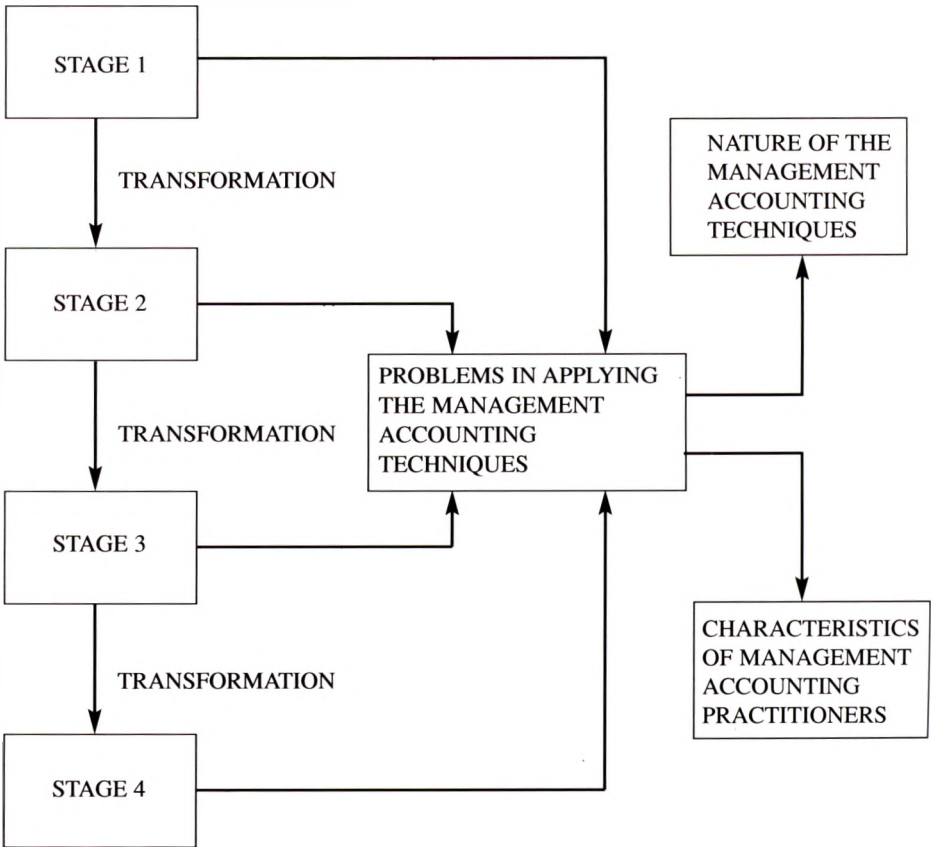 STAGE 1
TRANSFORMATION
STAGE 2
TRANSFORMATION
STAGE 3
TRANSFORMATION
STAGE 4
PROBLEMS IN APPLYING
THE MANAGEMENT
ACCOUNTING
TECHNIQUES
NATURE OF THE
MANAGEMENT
ACCOUNTING
TECHNIQUES
CHARACTERISTICS
OF MANAGEMENT
ACCOUNTING
PRACTITIONERS